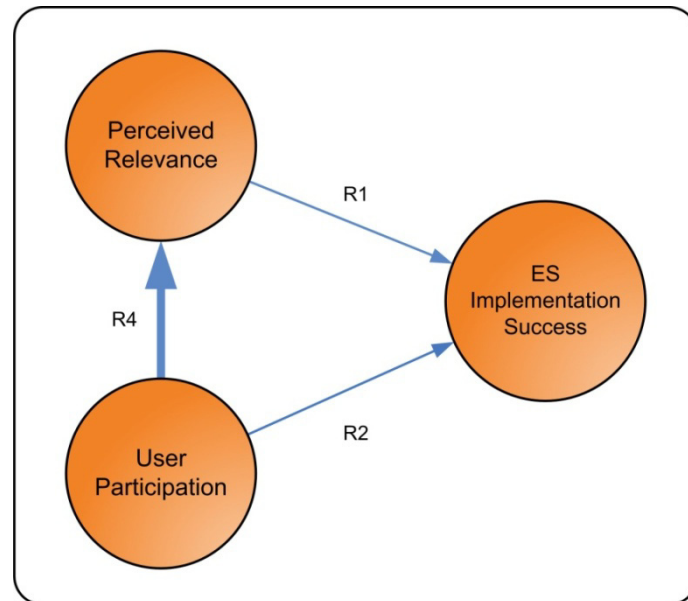 Perceived
Relevance
R1
ES
Implementation
Success
R4
R2
User
Participation